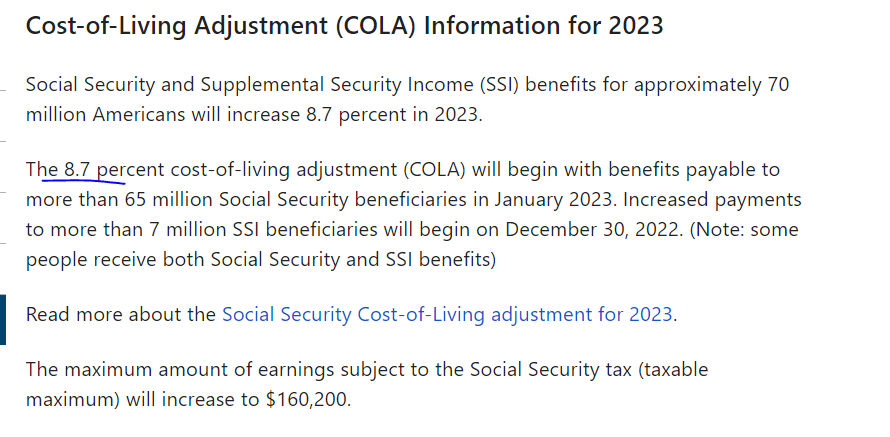 Cost-of-Living Adjustment (COLA) Information for 2023
Social Security and Supplemental Security Income (SSI) benefits for approximately 70
million Americans will increase 8.7 percent in 2023.
The 8.7 percent cost-of-living adjustment (COLA) will begin with benefits payable to
more than 65 million Social Security beneficiaries in January 2023. Increased payments
to more than 7 million SSI beneficiaries will begin on December 30, 2022. (Note: some
people receive both Social Security and SSI benefits)
Read more about the Social Security Cost-of-Living adjustment for 2023.
The maximum amount of earnings subject to the Social Security tax (taxable
maximum) will increase to $160,200.